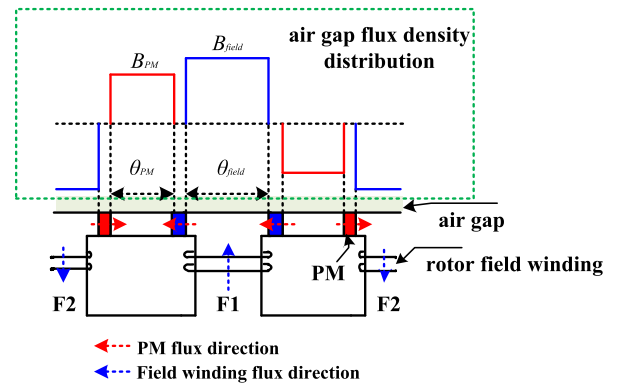 air gap flux density
distribution
B_PM
B_field
θ_PM
θ_field
air gap
PM
rotor field winding
F2
F1
F2
PM flux direction
Field winding flux direction